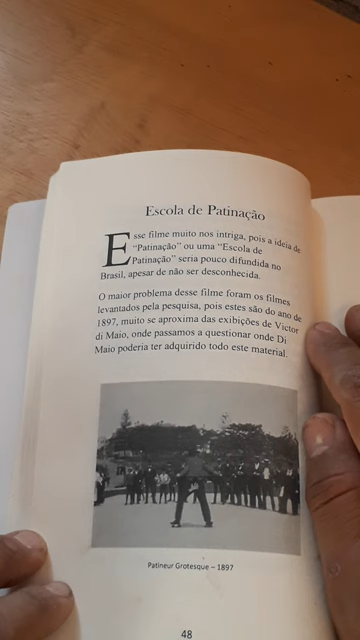 Escola de Patinação
Esse filme muito nos intriga, pois a ideia de
“Patinação” ou uma “Escola de
Patinação” seria pouco difundida no
Brasil, apesar de não ser desconhecida.
O maior problema desse filme foram os filmes
levantados pela pesquisa, pois estes são do ano de
1897, muito se aproxima das exibições de Victor
di Maio, onde passamos a questionar onde Di
Maio poderia ter adquirido todo este material.
Patineur Grotesque – 1897
48